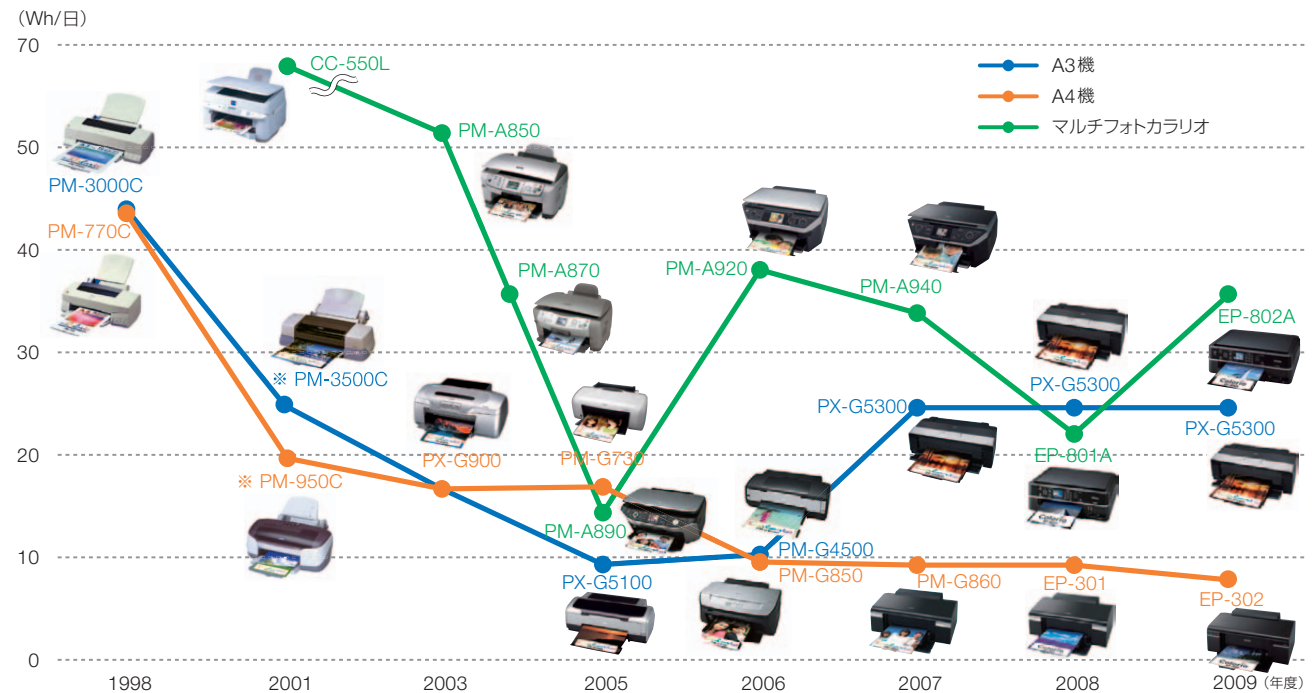 （Wh/日）
70
CC-550L
A3機
A4機
マルチフォトカラリオ
PM-A850
50
PM-3000C
PM-770C
40
PM-A870
PM-A920
PM-A940
EP-802A
30
※ PM-3500C
PX-G5300
PX-G5300
PX-G5300
20
PX-G900
PM-G730
EP-801A
※ PM-950C
PM-A890
10
PM-G4500
PX-G5100
PM-G850
PM-G860
EP-301
EP-302
0
1998 2001 2003 2005 2006 2007 2008 2009（年度）